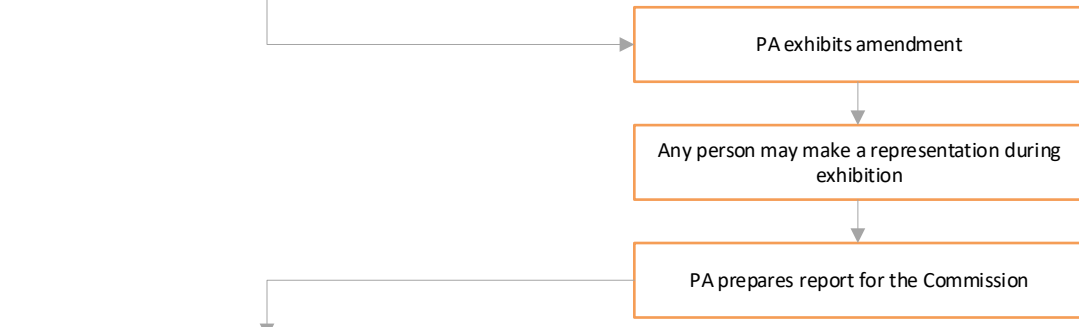 PA exhibits amendment
Any person may make a representation during
exhibition
PA prepares report for the Commission